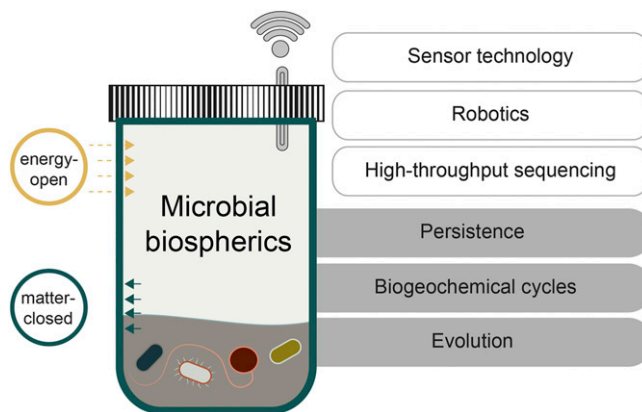 Sensor technology
Robotics
energy-
open
High-throughput sequencing
Microbial
biospherics
Persistence
Biogeochemical cycles
matter-
closed
Evolution